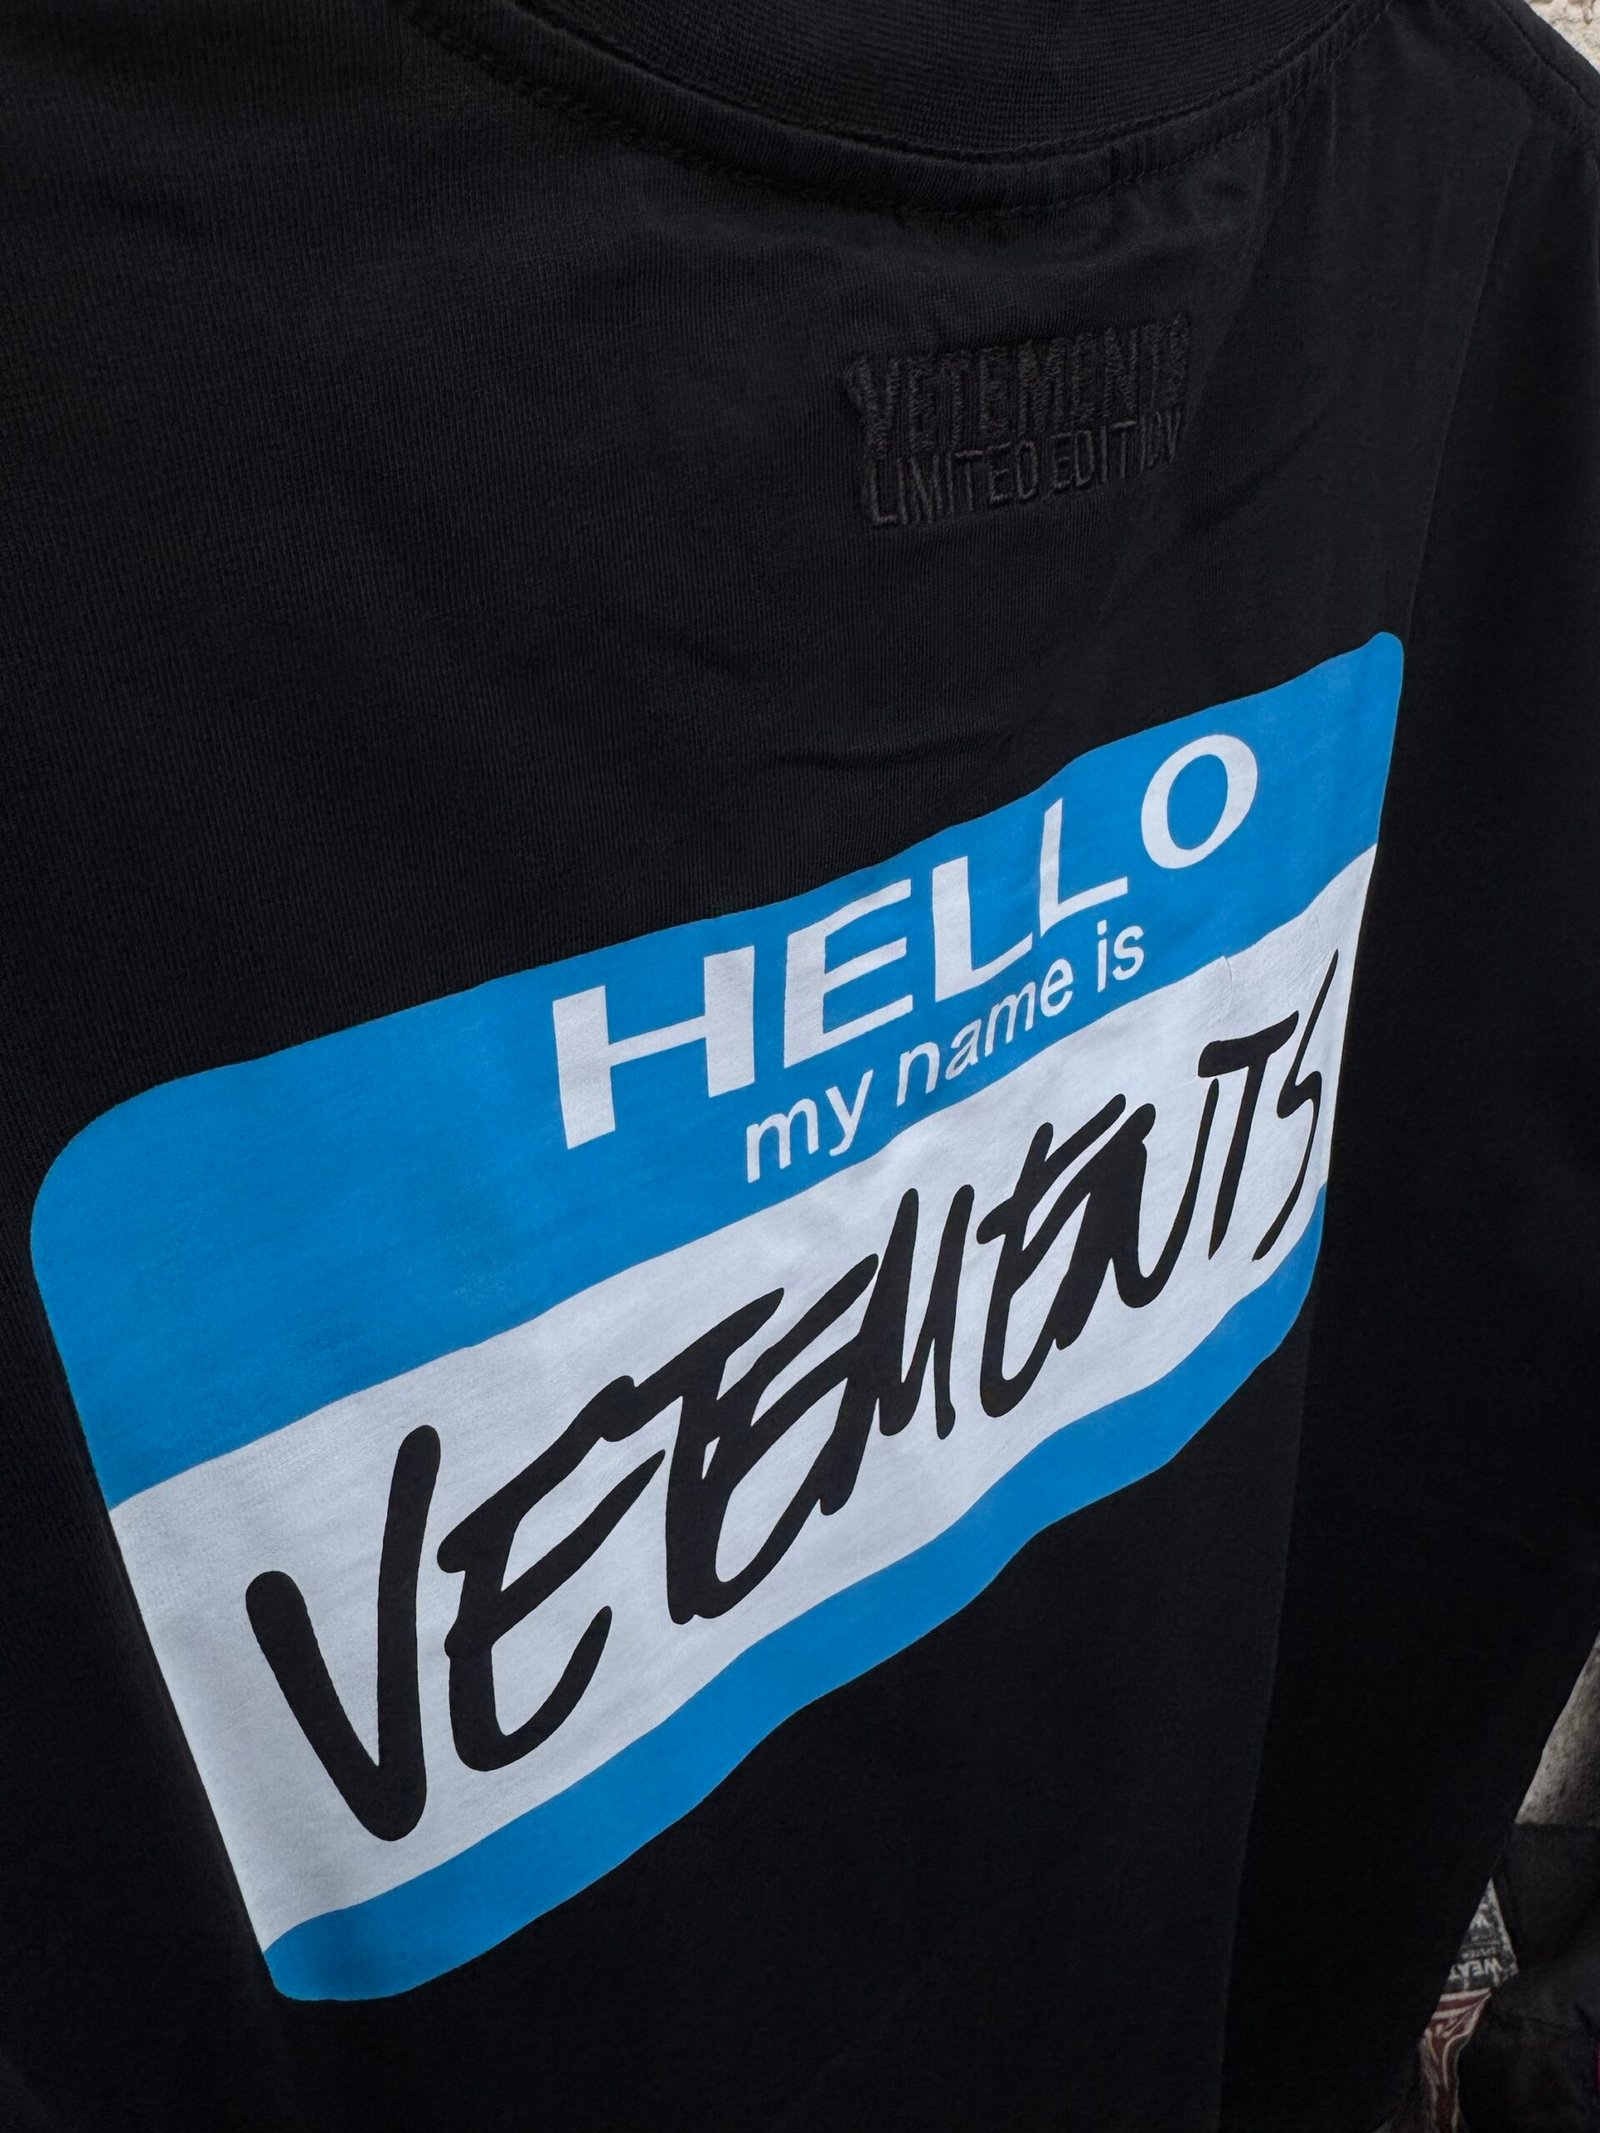 VETEMENTS
LIMITED EDITION
HELLO
my name is
VETEMENTS